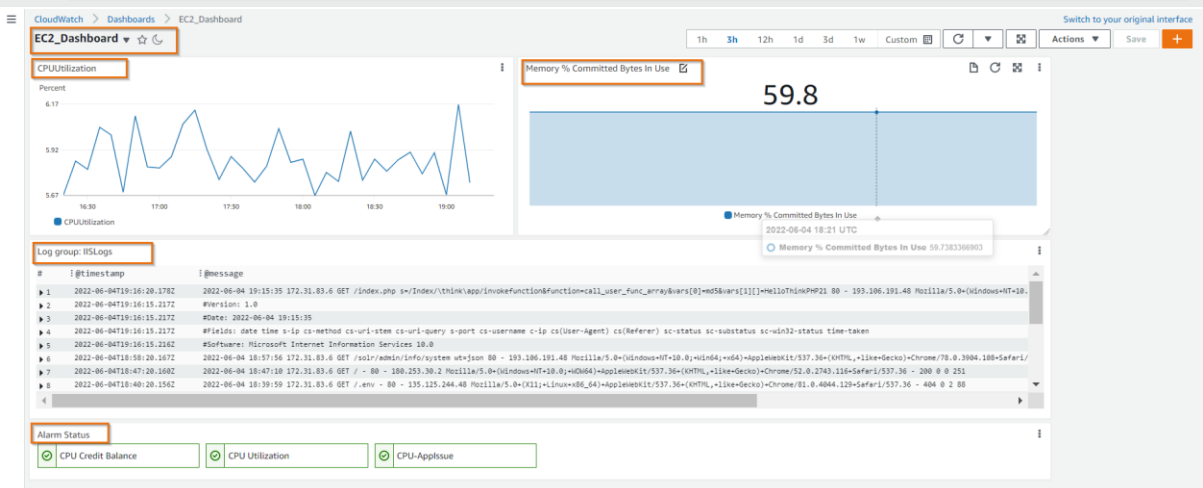 CloudWatch > Dashboards > EC2_Dashboard
Switch to your original interface
EC2_Dashboard
1h 3h 12h 1d 3d 1w Custom Actions Save +
CPUUtilization
Percent
6.17
5.92
5.67
16:30 17:00 17:30 18:00 18:30 19:00
CPUUtilization
Memory % Committed Bytes In Use
59.8
Memory % Committed Bytes In Use
2022-06-04 18:21 UTC
Memory % Committed Bytes In Use 59.7383366903
Log group: IISLogs
# @timestamp @message
1 2022-06-04T19:16:20.178Z 2022-06-04 19:15:35 172.31.83.6 GET /index.php s=/Index/\think\app/invokefunction&function=call_user_func_array&vars[0]=md5&vars[1][]=HelloThinkPHP21 80 - 193.106.191.48 Mozilla/5.0+(Windows+NT+10.
2 2022-06-04T19:16:15.217Z #Version: 1.0
3 2022-06-04T19:16:15.217Z #Date: 2022-06-04 19:15:35
4 2022-06-04T19:16:15.217Z #Fields: date time s-ip cs-method cs-uri-stem cs-uri-query s-port cs-username c-ip cs(User-Agent) cs(Referer) sc-status sc-substatus sc-win32-status time-taken
5 2022-06-04T19:16:15.216Z #Software: Microsoft Internet Information Services 10.0
6 2022-06-04T18:58:20.167Z 2022-06-04 18:57:56 172.31.83.6 GET /solr/admin/info/system wt=json 80 - 193.106.191.48 Mozilla/5.0+(Windows+NT+10.0;+Win64;+x64)+AppleWebKit/537.36+(KHTML,+like+Gecko)+Chrome/78.0.3904.108+Safari/
7 2022-06-04T18:47:20.160Z 2022-06-04 18:47:10 172.31.83.6 GET / - 80 - 180.253.30.2 Mozilla/5.0+(Windows+NT+10.0;+WOW64)+AppleWebKit/537.36+(KHTML,+like+Gecko)+Chrome/52.0.2743.116+Safari/537.36 - 200 0 0 251
8 2022-06-04T18:40:20.156Z 2022-06-04 18:39:59 172.31.83.6 GET /.env - 80 - 135.125.244.48 Mozilla/5.0+(X11;+Linux+x86_64)+AppleWebKit/537.36+(KHTML,+like+Gecko)+Chrome/81.0.4044.129+Safari/537.36 - 404 0 2 88
Alarm Status
CPU Credit Balance CPU Utilization CPU-AppIssue